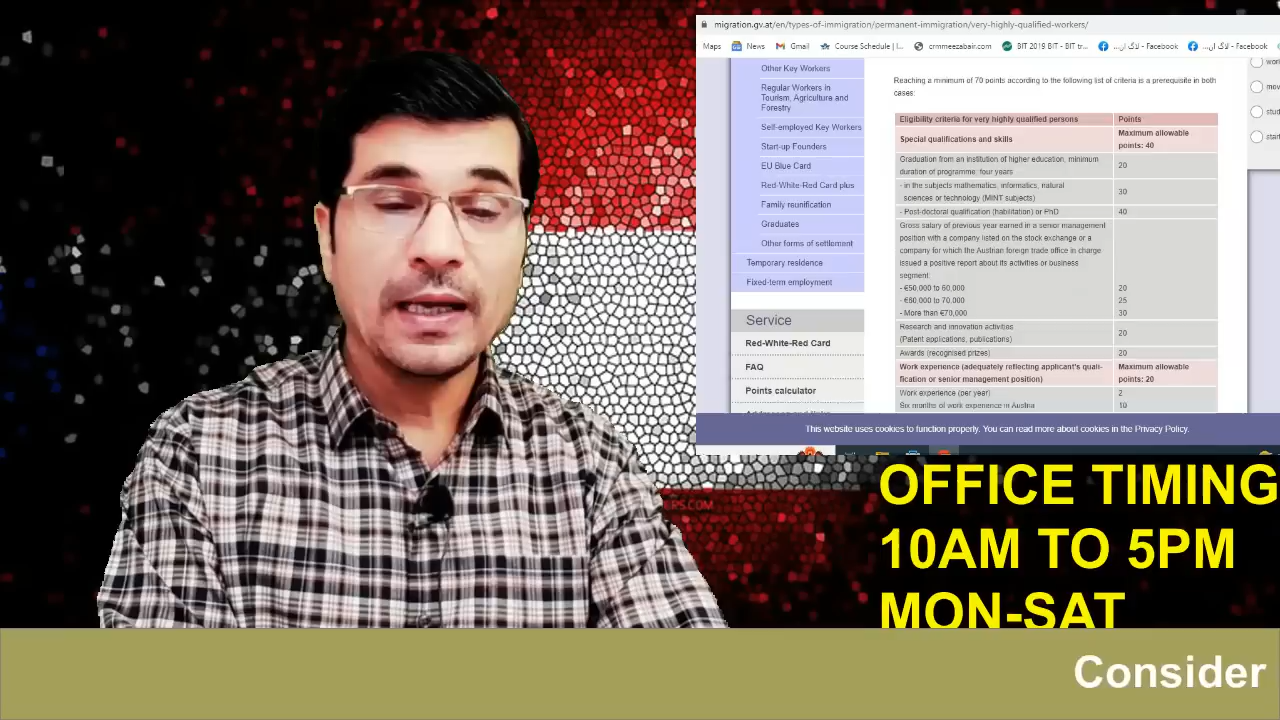 migration.gv.at/en/types-of-immigration/permanent-immigration/very-highly-qualified-workers/
Maps News Gmail Course Schedule | I... crmmeezabair.com BIT 2019 BIT - BIT tr... لاگ ان... - Facebook لاگ ان... - Facebook
Other Key Workers
Regular Workers in
Tourism, Agriculture and
Forestry
Self-employed Key Workers
Start-up Founders
EU Blue Card
Red-White-Red Card plus
Family reunification
Graduates
Other forms of settlement
Temporary residence
Fixed-term employment
Service
Red-White-Red Card
FAQ
Points calculator
Reaching a minimum of 70 points according to the following list of criteria is a prerequisite in both
cases:
Eligibility criteria for very highly qualified persons Points
Special qualifications and skills Maximum allowable
points: 40
Graduation from an institution of higher education, minimum
duration of programme: four years 20
- in the subjects mathematics, informatics, natural
sciences or technology (MINT subjects) 30
- Post-doctoral qualification (habilitation) or PhD 40
Gross salary of previous year earned in a senior management
position with a company listed on the stock exchange or a
company for which the Austrian foreign trade office in charge
issued a positive report about its activities or business
segment:
- €50,000 to 60,000 20
- €60,000 to 70,000 25
- More than €70,000 30
Research and innovation activities
(Patent applications, publications) 20
Awards (recognised prizes) 20
Work experience (adequately reflecting applicant's quali-
fication or senior management position) Maximum allowable
points: 20
Work experience (per year) 2
Six months of work experience in Austria 10
This website uses cookies to function properly. You can read more about cookies in the Privacy Policy.
OFFICE TIMING
10AM TO 5PM
MON-SAT
Consider